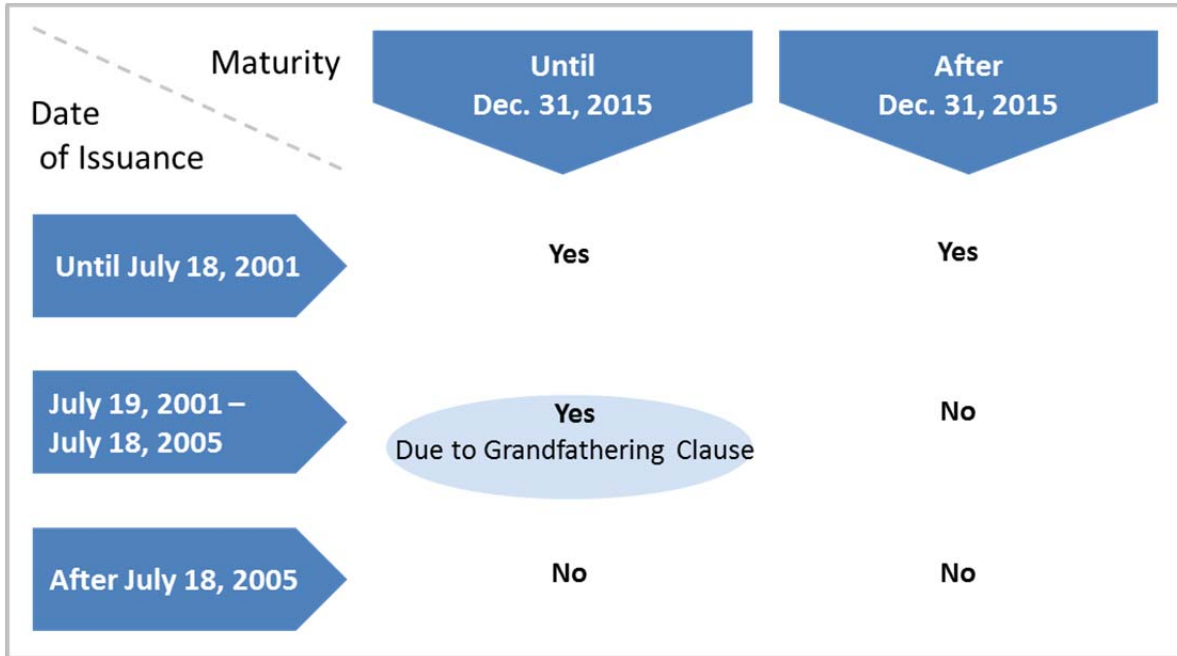 Maturity
Date
of Issuance
Until
Dec. 31, 2015
After
Dec. 31, 2015
Until July 18, 2001
Yes
Yes
July 19, 2001 –
July 18, 2005
Yes
Due to Grandfathering Clause
No
After July 18, 2005
No
No